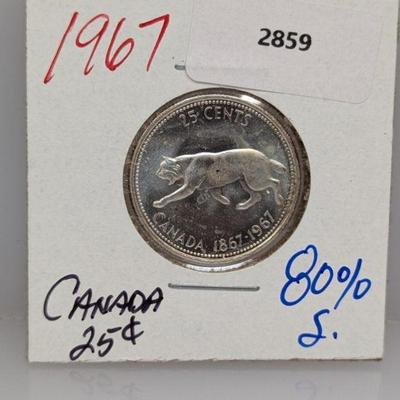 1967
2859
25 CENTS
CANADA 1867-1967
CANADA
25¢
80%
S.